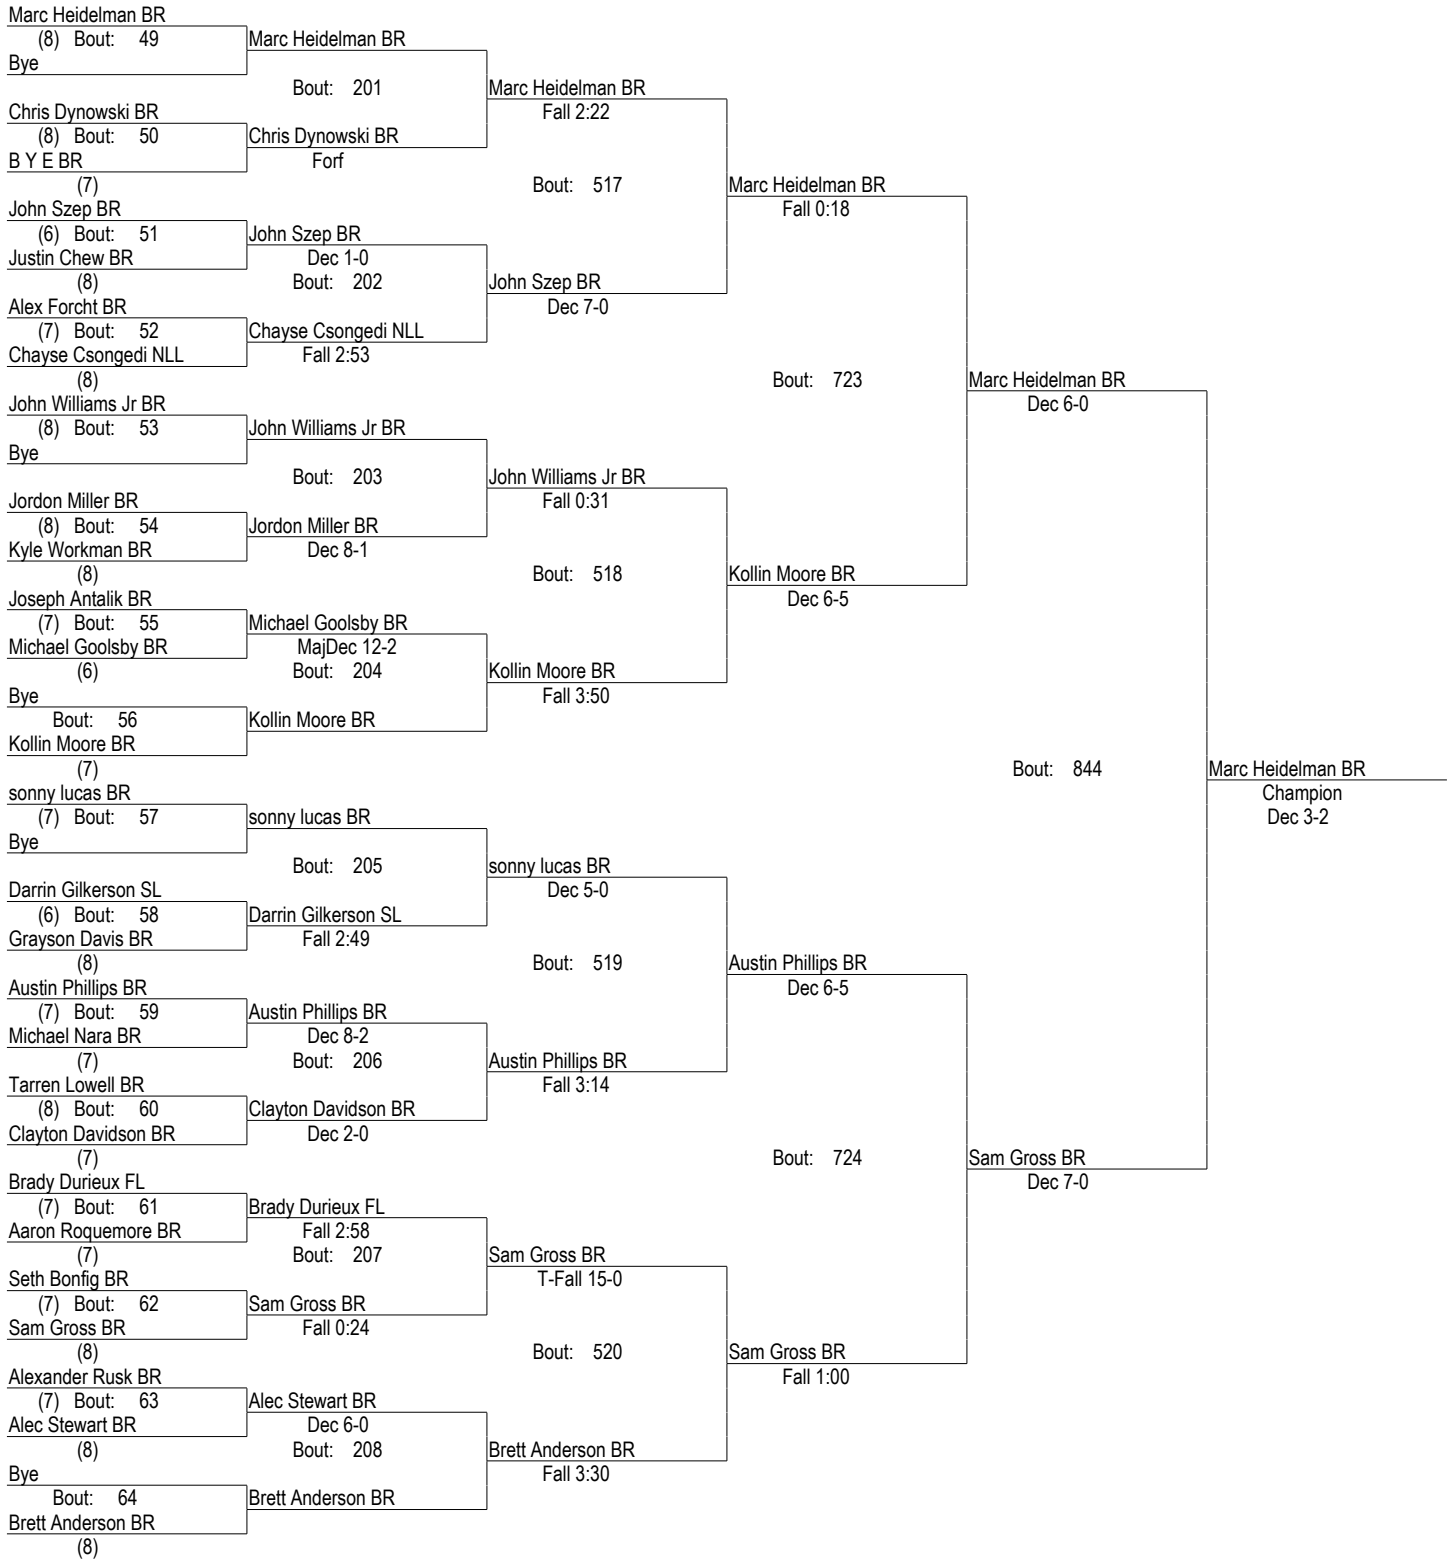 Marc Heidelman BR
(8) Bout: 49
Bye
Marc Heidelman BR
Bout: 201
Chris Dynowski BR
(8) Bout: 50
B Y E BR
(7)
Chris Dynowski BR
Forf
Marc Heidelman BR
Fall 2:22
Bout: 517
John Szep BR
(6) Bout: 51
Justin Chew BR
(8)
John Szep BR
Dec 1-0
Bout: 202
Alex Forcht BR
(7) Bout: 52
Chayse Csongedi NLL
(8)
Chayse Csongedi NLL
Fall 2:53
John Szep BR
Dec 7-0
Marc Heidelman BR
Fall 0:18
Bout: 723
John Williams Jr BR
(8) Bout: 53
Bye
John Williams Jr BR
Bout: 203
Jordon Miller BR
(8) Bout: 54
Kyle Workman BR
(8)
Jordon Miller BR
Dec 8-1
John Williams Jr BR
Fall 0:31
Bout: 518
Joseph Antalik BR
(7) Bout: 55
Michael Goolsby BR
(6)
Michael Goolsby BR
MajDec 12-2
Bout: 204
Bye
Bout: 56
Kollin Moore BR
(7)
Kollin Moore BR
Kollin Moore BR
Fall 3:50
Kollin Moore BR
Dec 6-5
Marc Heidelman BR
Dec 6-0
Bout: 844
Marc Heidelman BR
Champion
Dec 3-2
sonny lucas BR
(7) Bout: 57
Bye
sonny lucas BR
Bout: 205
Darrin Gilkerson SL
(6) Bout: 58
Grayson Davis BR
(8)
Darrin Gilkerson SL
Fall 2:49
sonny lucas BR
Dec 5-0
Bout: 519
Austin Phillips BR
(7) Bout: 59
Michael Nara BR
(7)
Austin Phillips BR
Dec 8-2
Bout: 206
Tarren Lowell BR
(8) Bout: 60
Clayton Davidson BR
(7)
Clayton Davidson BR
Dec 2-0
Austin Phillips BR
Fall 3:14
Austin Phillips BR
Dec 6-5
Bout: 724
Brady Durieux FL
(7) Bout: 61
Aaron Roquemore BR
(7)
Brady Durieux FL
Fall 2:58
Bout: 207
Seth Bonfig BR
(7) Bout: 62
Sam Gross BR
(8)
Sam Gross BR
Fall 0:24
Sam Gross BR
T-Fall 15-0
Bout: 520
Alexander Rusk BR
(7) Bout: 63
Alec Stewart BR
(8)
Alec Stewart BR
Dec 6-0
Bout: 208
Bye
Bout: 64
Brett Anderson BR
(8)
Brett Anderson BR
Brett Anderson BR
Fall 3:30
Sam Gross BR
Fall 1:00
Sam Gross BR
Dec 7-0